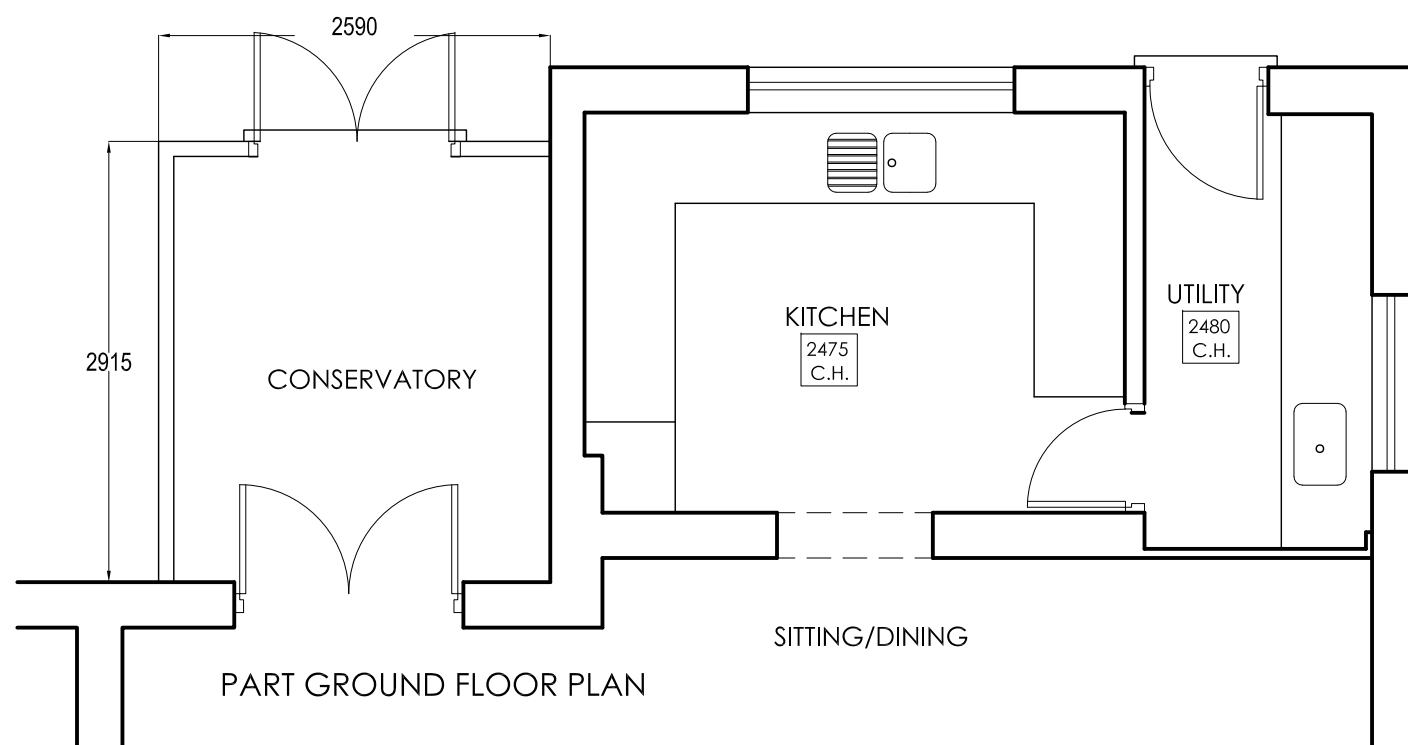 2590
2915
CONSERVATORY
KITCHEN
2475
C.H.
UTILITY
2480
C.H.
SITTING/DINING
PART GROUND FLOOR PLAN